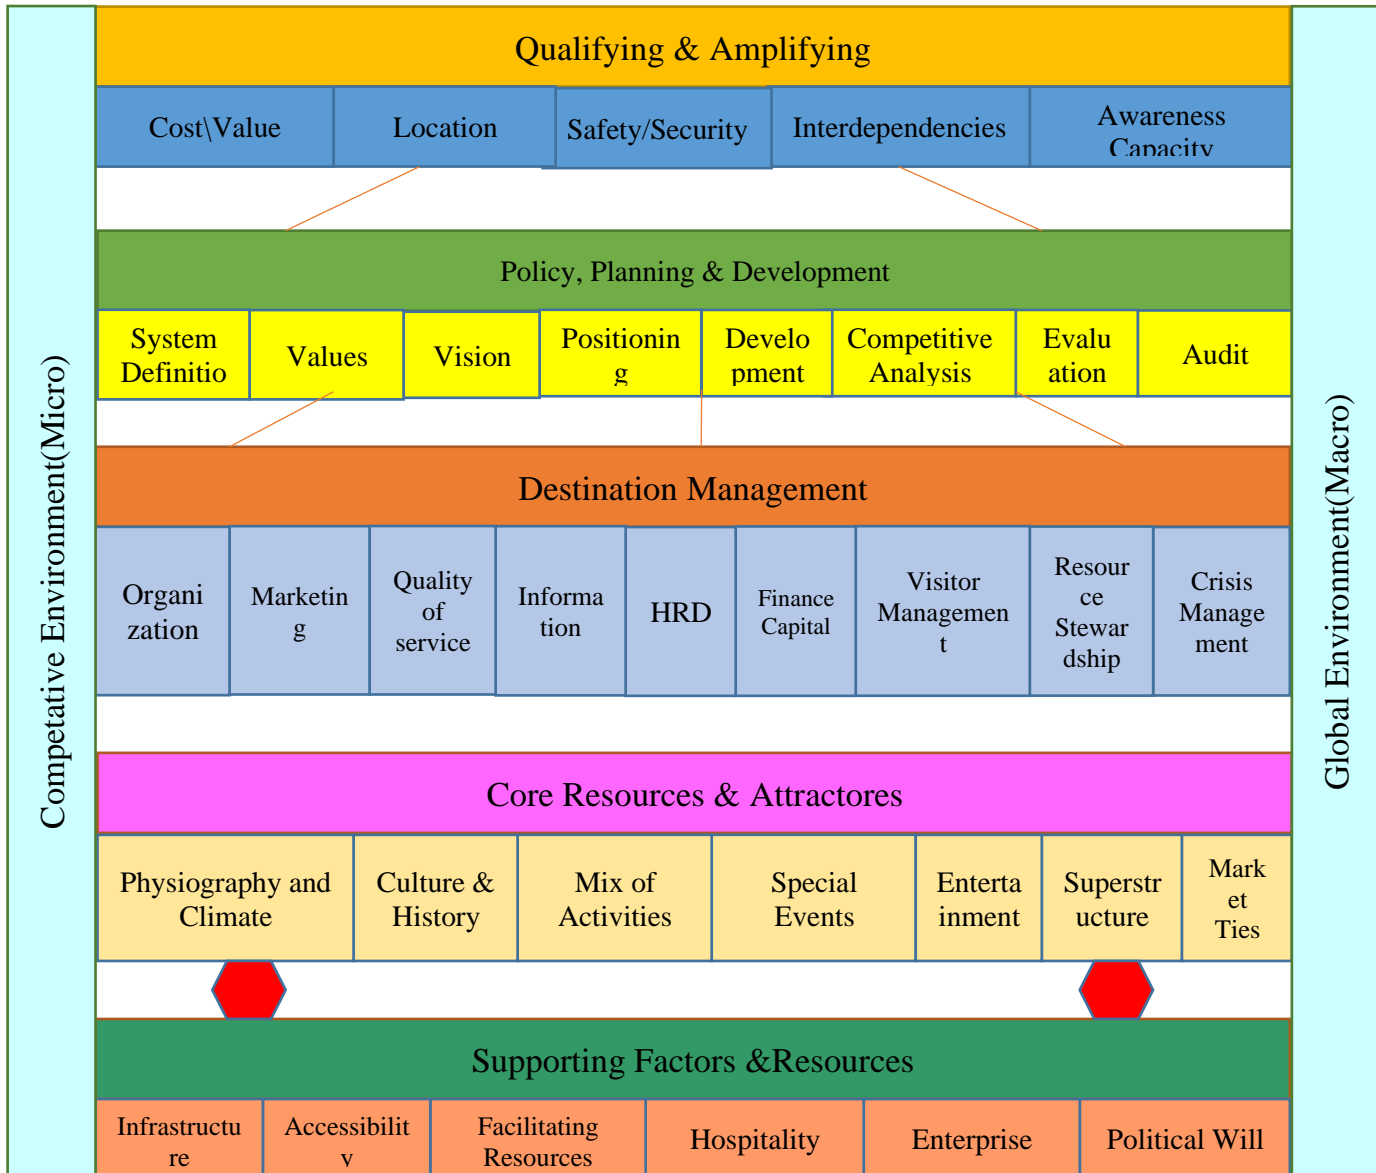 Qualifying & Amplifying
Cost\Value
Location
Safety/Security
Interdependencies
Awareness
Capacity
Policy, Planning & Development
System
Definitio
Values
Vision
Positionin
g
Develo
pment
Competitive
Analysis
Evalu
ation
Audit
Destination Management
Organi
zation
Marketin
g
Quality
of
service
Informa
tion
HRD
Finance
Capital
Visitor
Managemen
t
Resour
ce
Stewar
dship
Crisis
Manage
ment
Core Resources & Attractores
Physiography and
Climate
Culture &
History
Mix of
Activities
Special
Events
Enterta
inment
Superstr
ucture
Mark
et
Ties
Supporting Factors &Resources
Infrastructu
re
Accessibilit
y
Facilitating
Resources
Hospitality
Enterprise
Political Will
Competative Environment(Micro)
Global Environment(Macro)